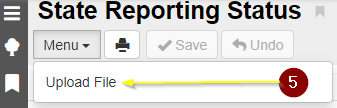 State Reporting Status
Menu Save Undo
Upload File 5